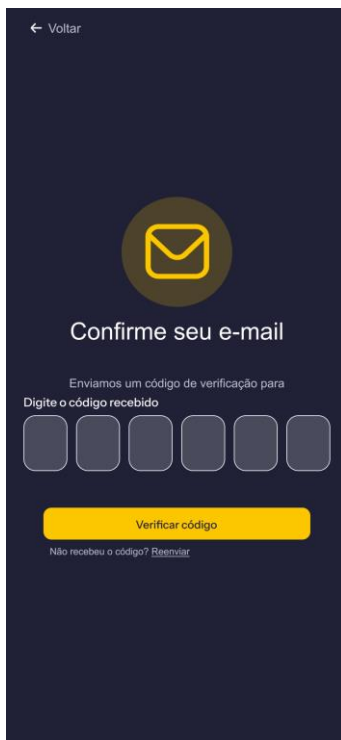 ← Voltar
Confirme seu e-mail
Enviamos um código de verificação para
Digite o código recebido
Verificar código
Não recebeu o código? Reenviar